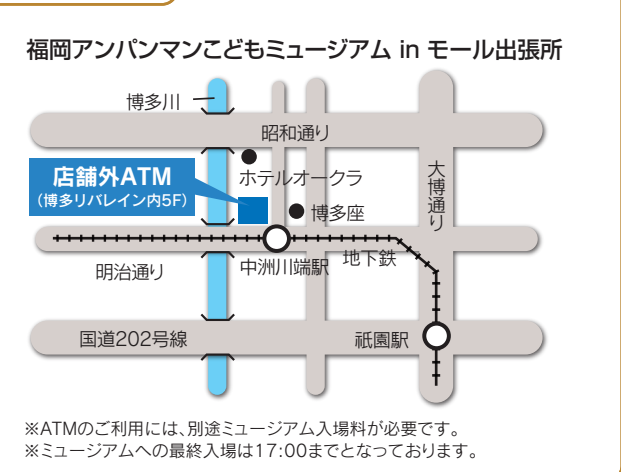 福岡アンパンマンこどもミュージアム in モール出張所
博多川
昭和通り
店舗外ATM
(博多リバレイン内5F)
ホテルオークラ
大博通り
博多座
明治通り
中洲川端駅
地下鉄
国道202号線
祇園駅
※ATMのご利用には、別途ミュージアム入場料が必要です。
※ミュージアムへの最終入場は17:00までとなっております。